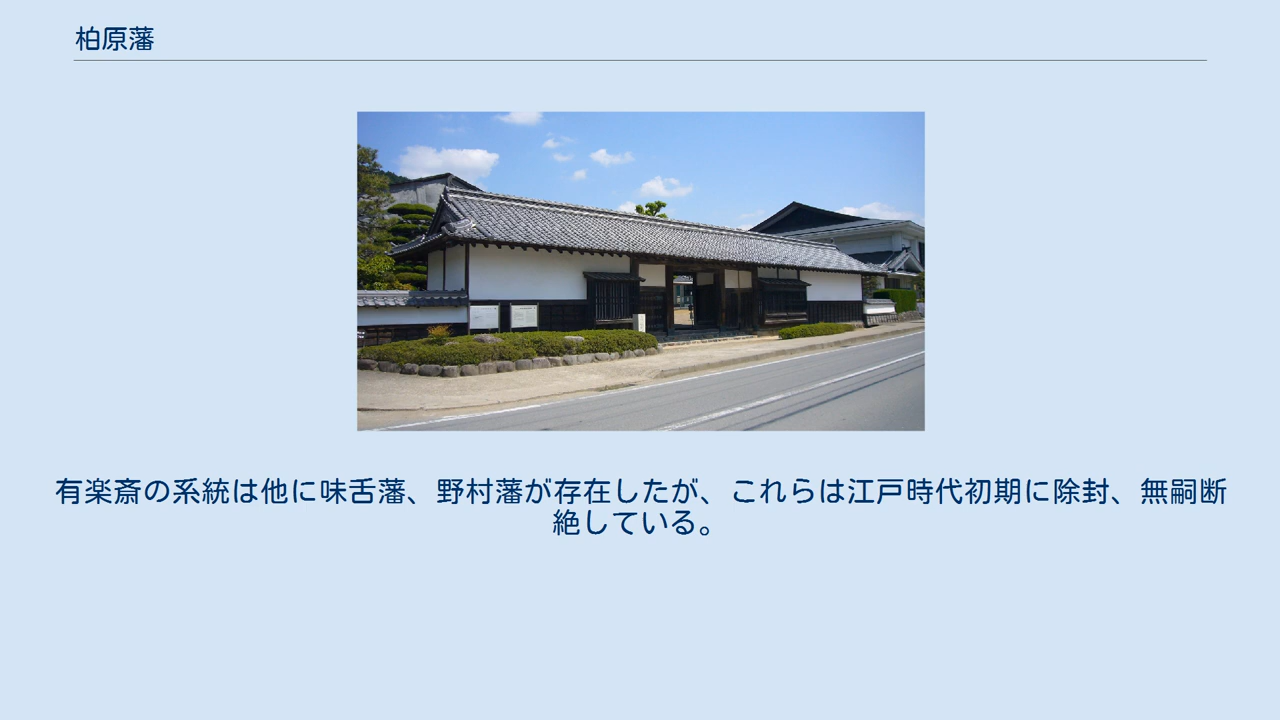 柏原藩
有楽斎の系統は他に味舌藩、野村藩が存在したが、これらは江戸時代初期に除封、無嗣断
絶している。